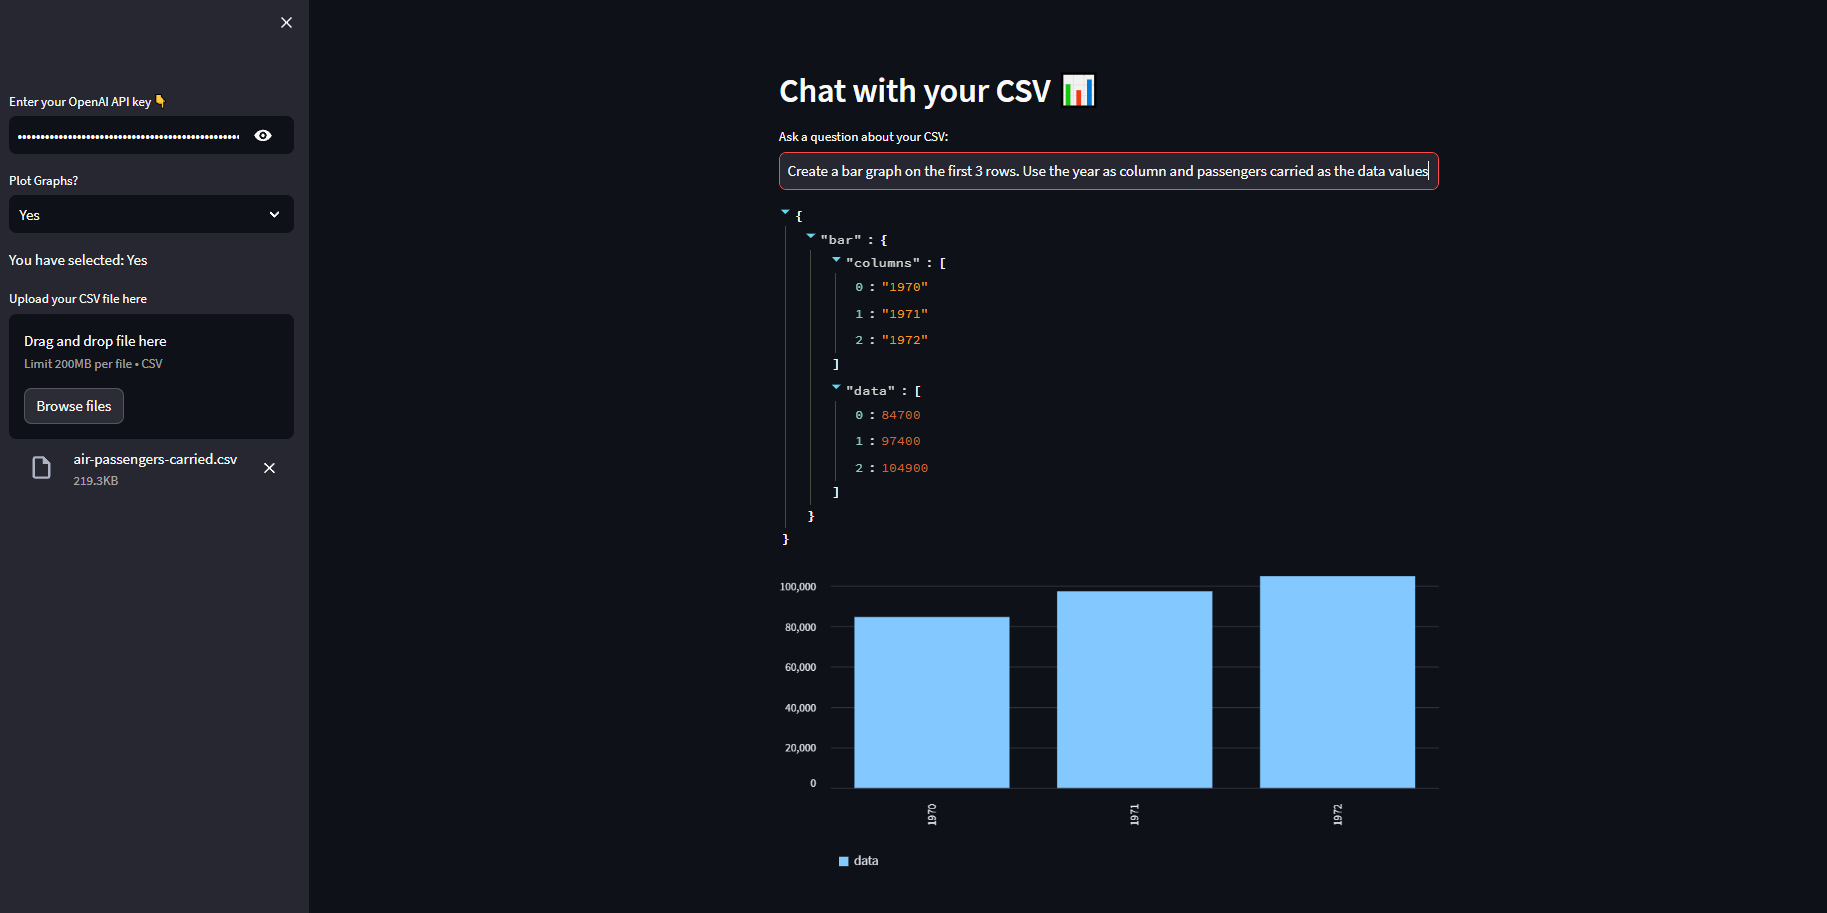 Enter your OpenAI API key 👇
••••••••••••••••••••••••••••••••••••••••••••••••
Plot Graphs?
Yes
You have selected: Yes
Upload your CSV file here
Drag and drop file here
Limit 200MB per file • CSV
Browse files
air-passengers-carried.csv
219.3KB
Chat with your CSV 📊
Ask a question about your CSV:
Create a bar graph on the first 3 rows. Use the year as column and passengers carried as the data values
{
"bar" : {
"columns" : [
0 : "1970"
1 : "1971"
2 : "1972"
]
"data" : [
0 : 84700
1 : 97400
2 : 104900
]
}
}
100,000
80,000
60,000
40,000
20,000
0
1970
1971
1972
data